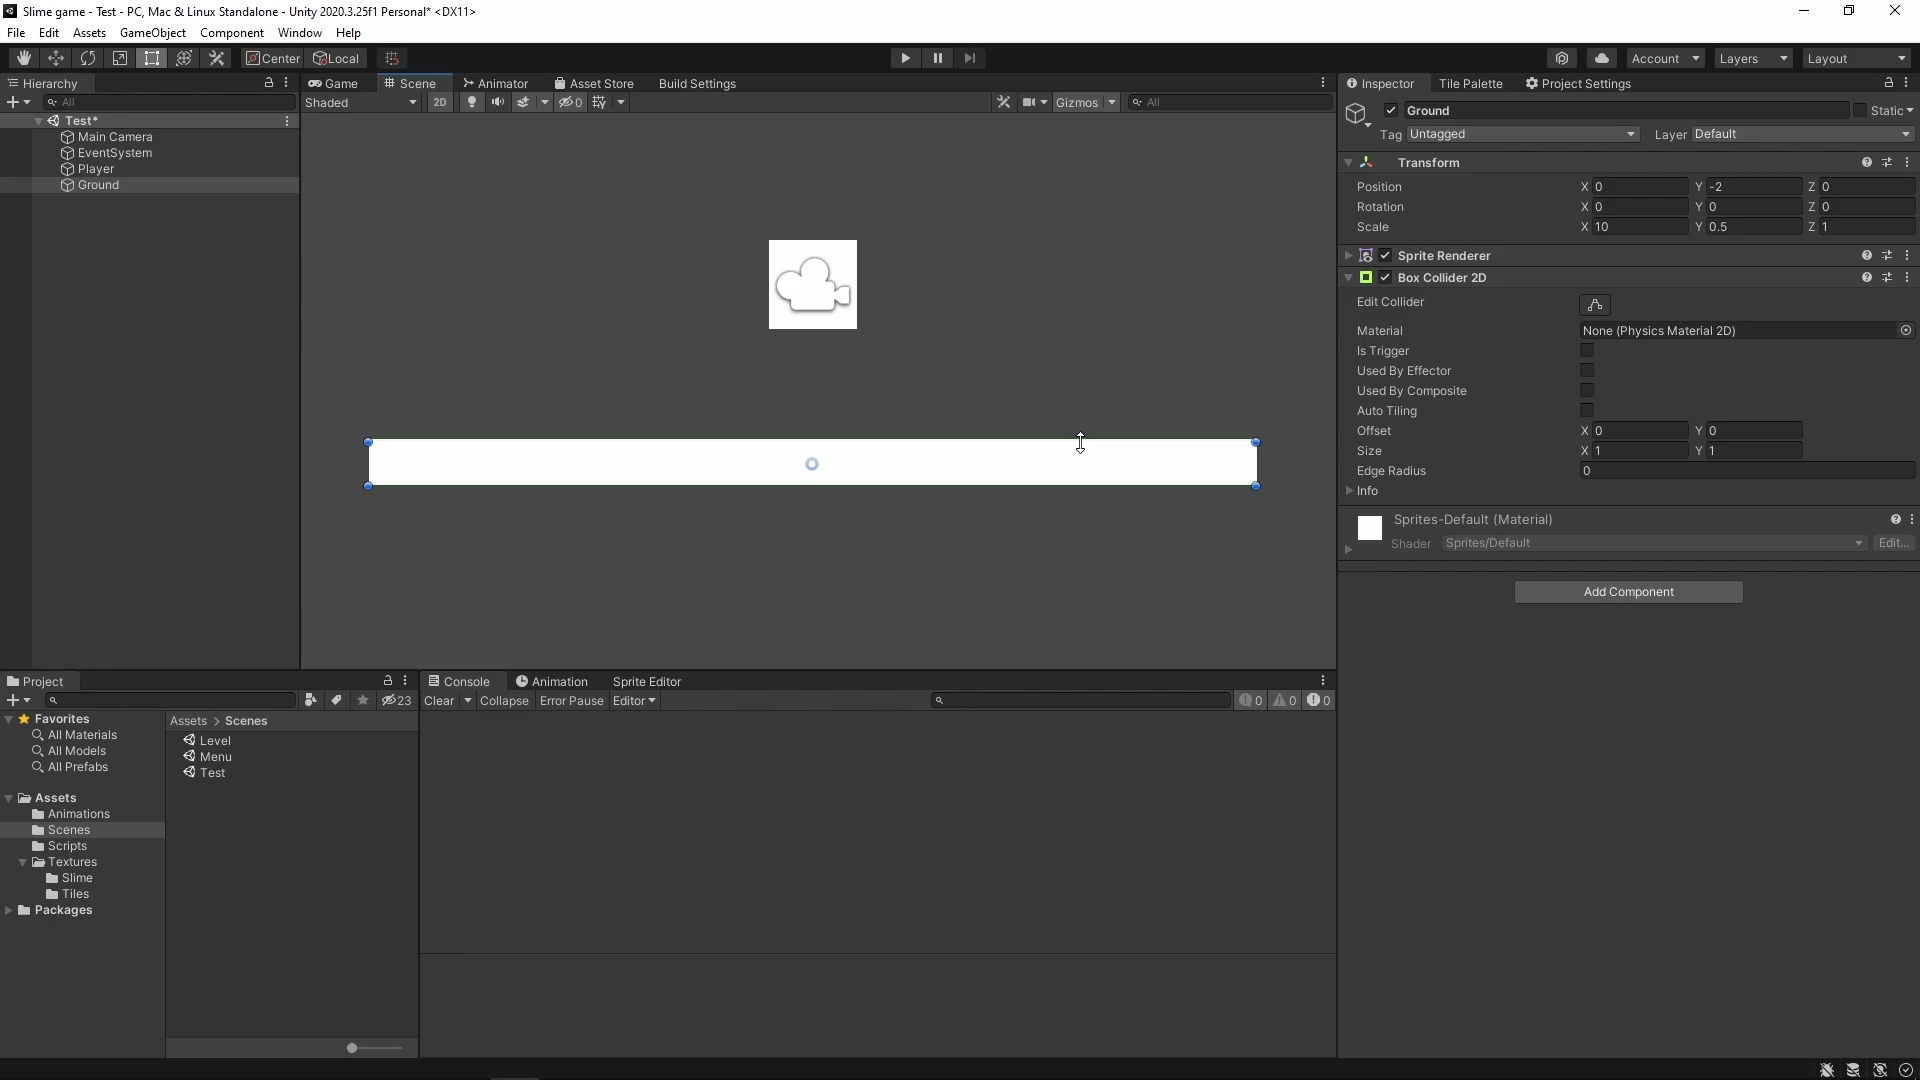 Slime game - Test - PC, Mac & Linux Standalone - Unity 2020.3.25f1 Personal* <DX11>
File Edit Assets GameObject Component Window Help
Center Local Account Layers Layout
Hierarchy Game Scene Animator Asset Store Build Settings Inspector Tile Palette Project Settings
All Shaded 2D 0 Gizmos All
Test*
Main Camera
EventSystem
Player
Ground
Ground Static
Tag Untagged Layer Default
Transform
Position X 0 Y -2 Z 0
Rotation X 0 Y 0 Z 0
Scale X 10 Y 0.5 Z 1
Sprite Renderer
Box Collider 2D
Edit Collider
Material None (Physics Material 2D)
Is Trigger
Used By Effector
Used By Composite
Auto Tiling
Offset X 0 Y 0
Size X 1 Y 1
Edge Radius 0
Info
Sprites-Default (Material)
Shader Sprites/Default Edit...
Add Component
Project Console Animation Sprite Editor
23 Clear Collapse Error Pause Editor 0 0 0
Favorites
All Materials
All Models
All Prefabs
Assets
Animations
Scenes
Scripts
Textures
Slime
Tiles
Packages
Assets > Scenes
Level
Menu
Test